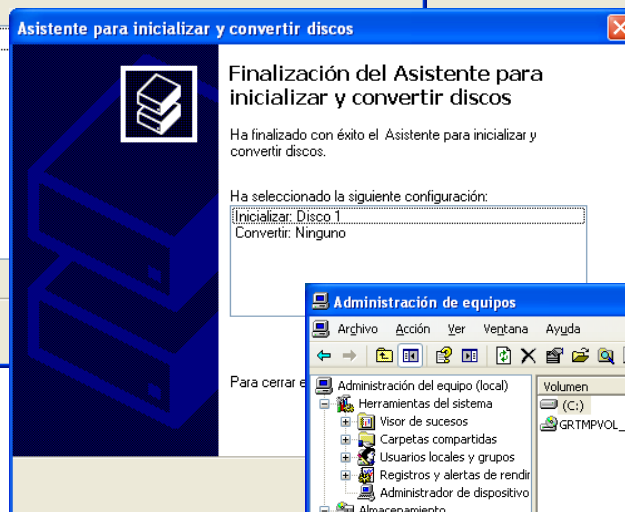 Asistente para inicializar y convertir discos
Finalización del Asistente para
inicializar y convertir discos
Ha finalizado con éxito el Asistente para inicializar y
convertir discos.
Ha seleccionado la siguiente configuración:
Inicializar: Disco 1
Convertir: Ninguno
Para cerrar e
Administración de equipos
Archivo Acción Ver Ventana Ayuda
Administración del equipo (local)
Herramientas del sistema
Visor de sucesos
Carpetas compartidas
Usuarios locales y grupos
Registros y alertas de rendir
Administrador de dispositivo
Almacenamiento
Volumen
(C:)
GRTMPVOL_